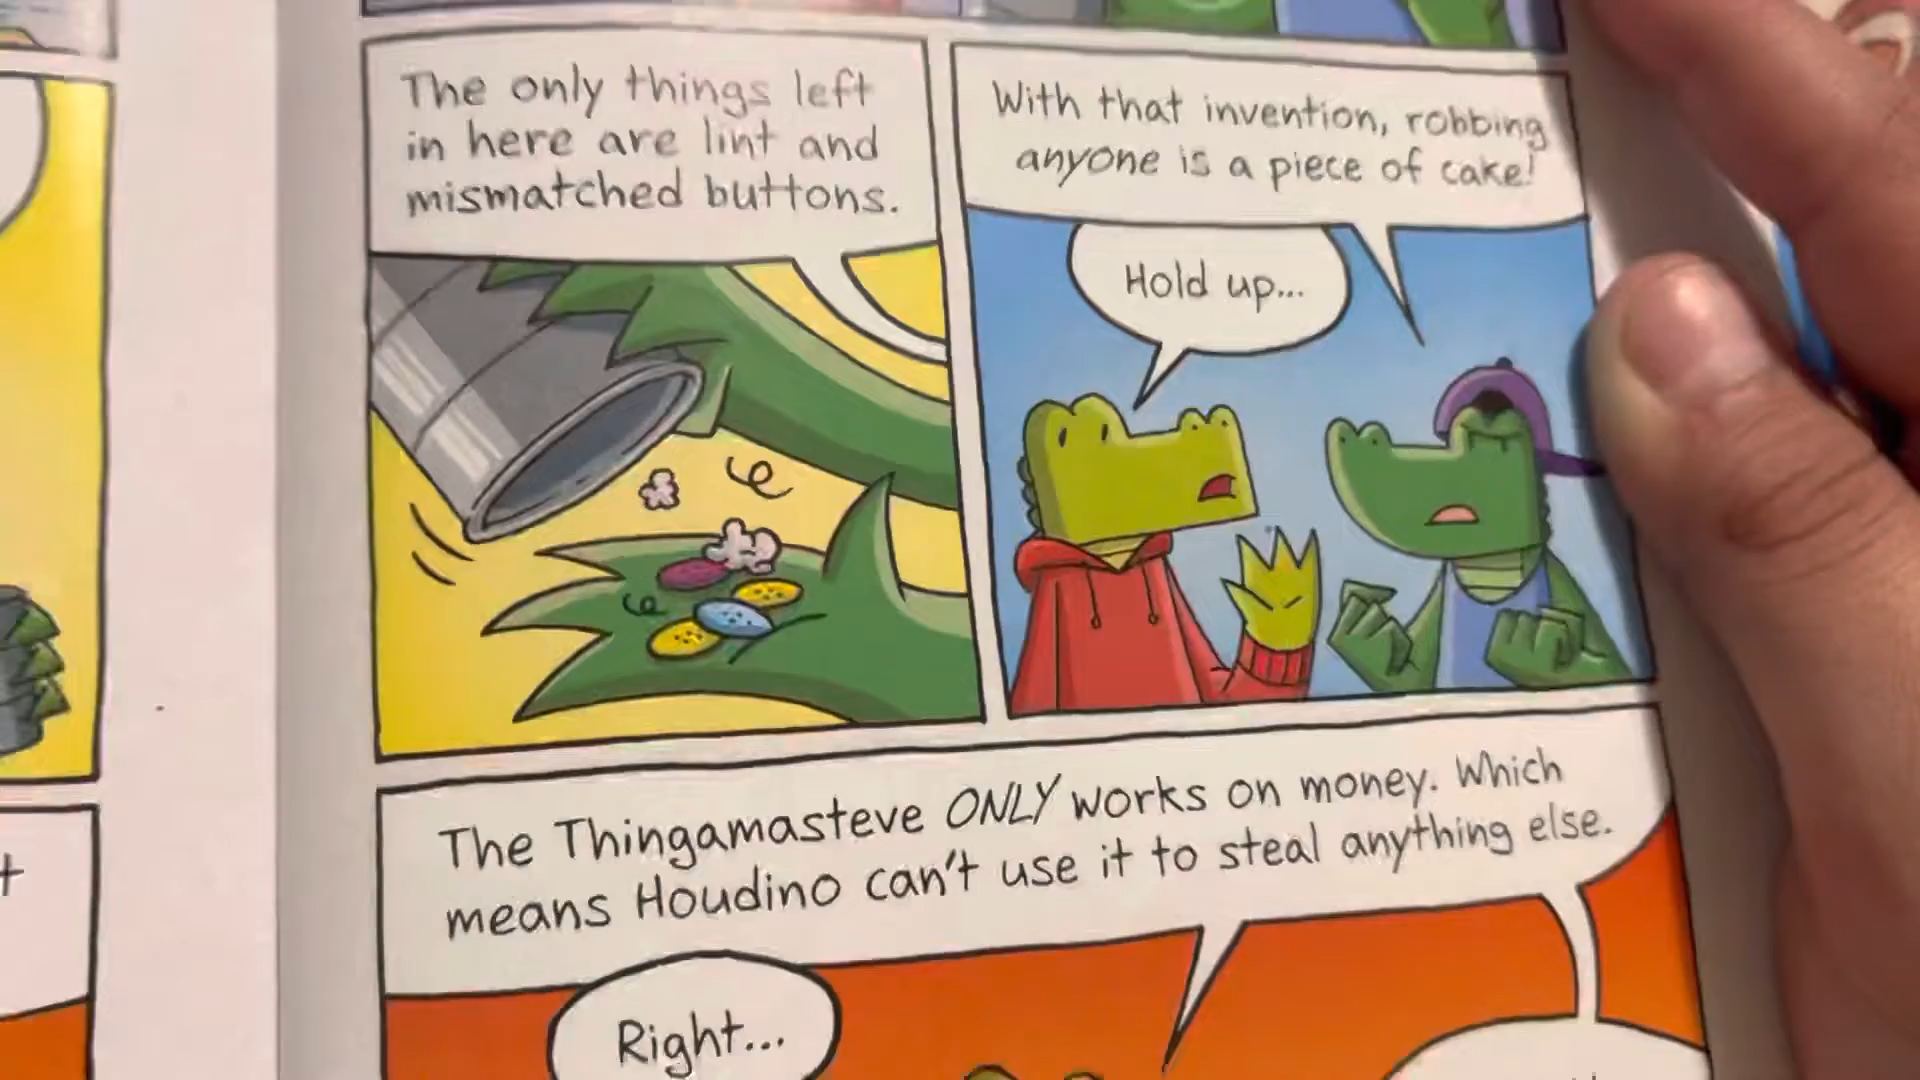 The only things left
in here are lint and
mismatched buttons.
With that invention, robbing
anyone is a piece of cake!
Hold up...
The Thingamasteve ONLY works on money. Which
means Houdino can't use it to steal anything else.
Right...